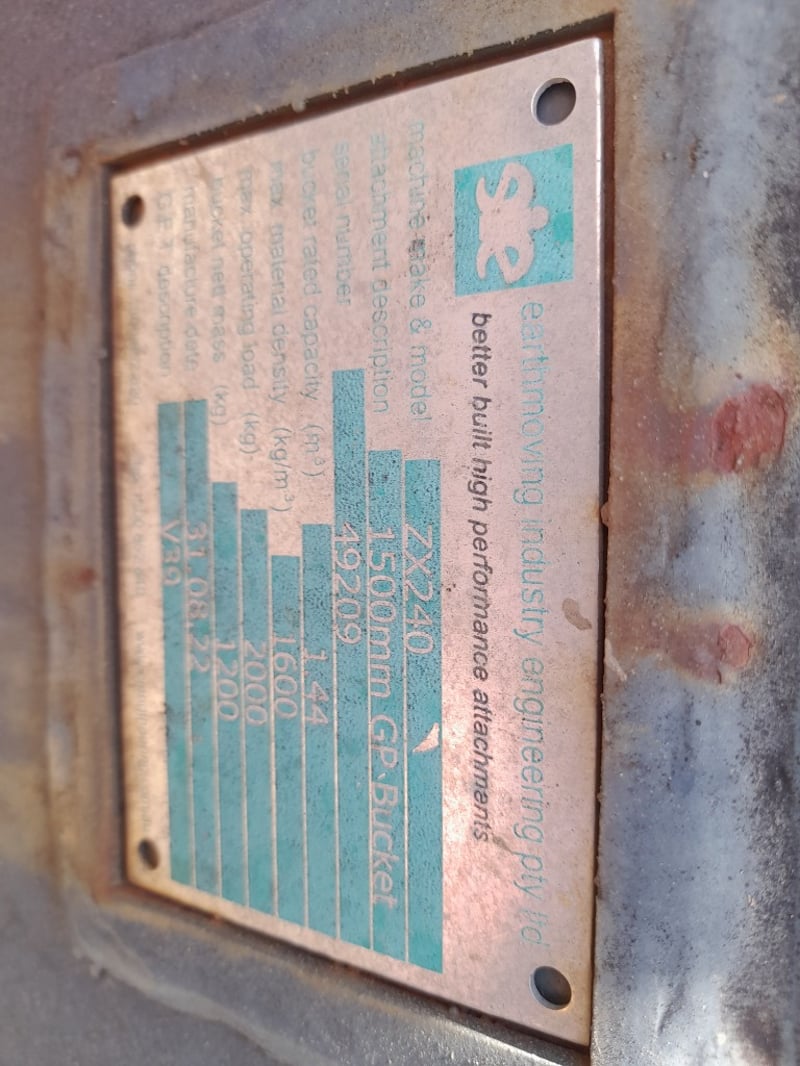 earthmoving industry engineering pty ltd
better built high performance attachments
machine make & model ZX240
attachment description 1500mm GP Bucket
serial number 49209
bucket rated capacity (m³) 1.44
max. material density (kg/m³) 1600
max. operating load (kg) 2000
bucket nett mass (kg) 1200
manufacture date 31.08.22
G.E.T. description V39